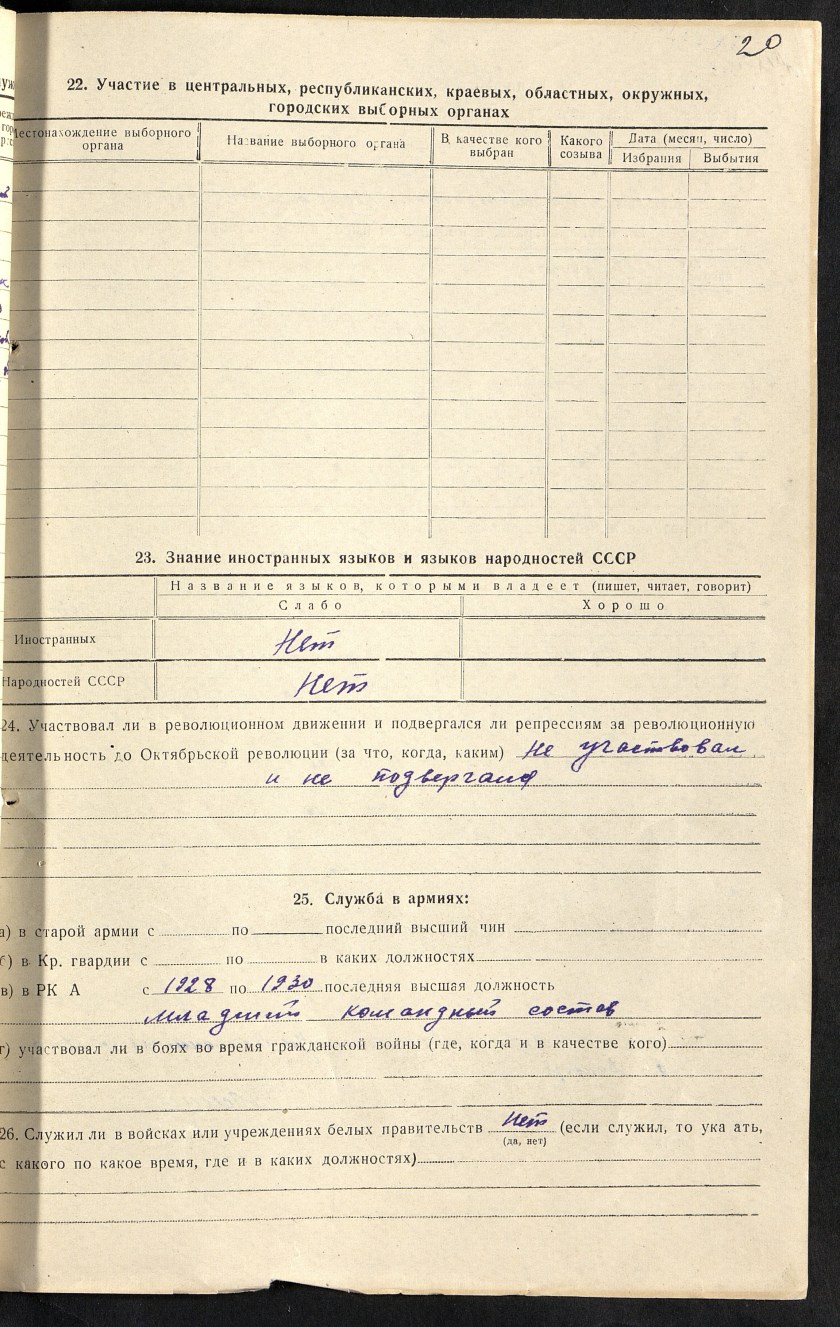 20
22. Участие в центральных, республиканских, краевых, областных, окружных,
городских выборных органах
Местонахождение выборного
органа
Название выборного органа
В качестве кого
выбран
Какого
созыва
Дата (месяц, число)
Избрания
Выбытия
23. Знание иностранных языков и языков народностей СССР
Название языков, которыми владеет (пишет, читает, говорит)
Слабо
Хорошо
Иностранных
Нет
Народностей СССР
Нет
24. Участвовал ли в революционном движении и подвергался ли репрессиям за революционную
деятельность до Октябрьской революции (за что, когда, каким) не участвовал
и не подвергался
25. Служба в армиях:
а) в старой армии с по последний высший чин
б) в Кр. гвардии с по в каких должностях
в) в РК А с 1928 по 1930 последняя высшая должность
младший командный состав
г) участвовал ли в боях во время гражданской войны (где, когда и в качестве кого)
26. Служил ли в войсках или учреждениях белых правительств Нет (если служил, то ука ать,
(да, нет)
с какого по какое время, где и в каких должностях)